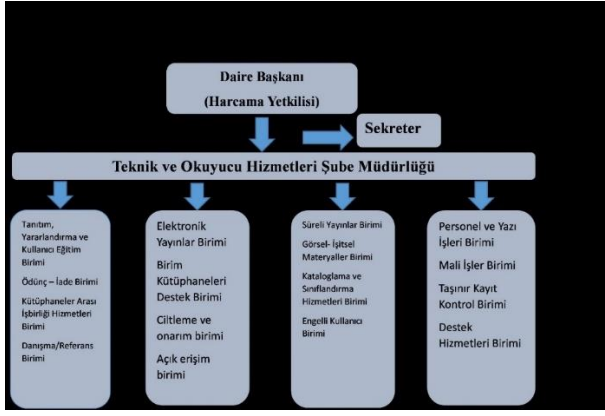 Daire Başkanı
(Harcama Yetkilisi)
Sekreter
Teknik ve Okuyucu Hizmetleri Şube Müdürlüğü
Tanıtım,
Yararlandırma ve
Kullanıcı Eğitim
Birimi
Ödünç – İade Birimi
Kütüphaneler Arası
İşbirliği Hizmetleri
Birimi
Danışma/Referans
Birimi
Elektronik
Yayınlar Birimi
Birim
Kütüphaneleri
Destek Birimi
Ciltleme ve
onarım birimi
Açık erişim
birimi
Süreli Yayınlar Birimi
Görsel- İşitsel
Materyaller Birimi
Kataloglama ve
Sınıflandırma
Hizmetleri Birimi
Engelli Kullanıcı
Birimi
Personel ve Yazı
İşleri Birimi
Mali İşler Birimi
Taşınır Kayıt
Kontrol Birimi
Destek
Hizmetleri Birimi